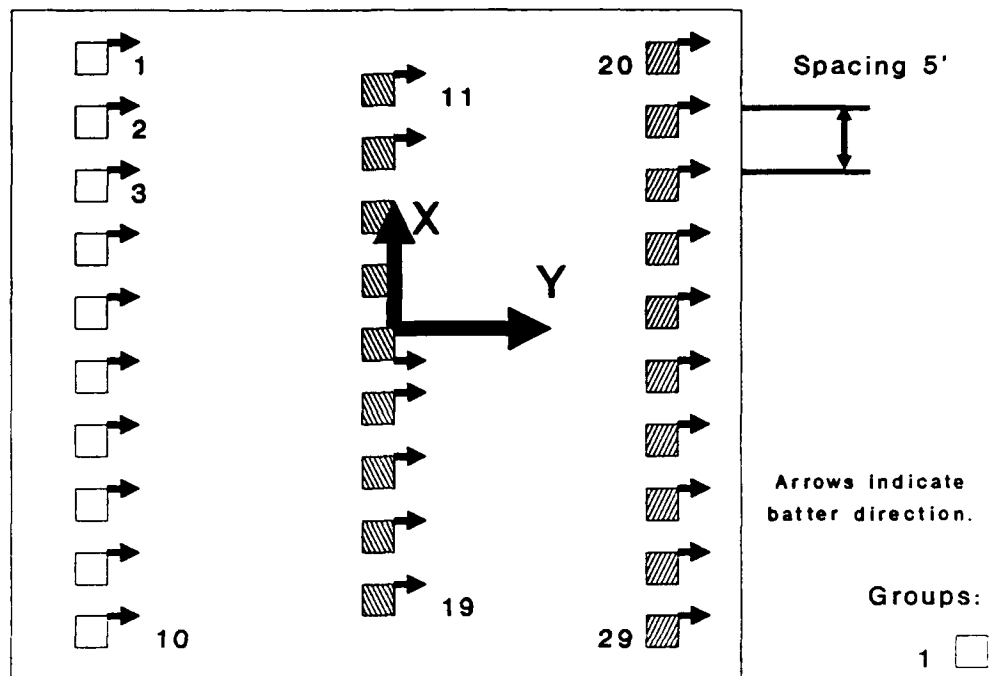 1
20
Spacing 5'
11
2
3
X
Y
Arrows indicate
batter direction.
Groups:
19
10
29
1